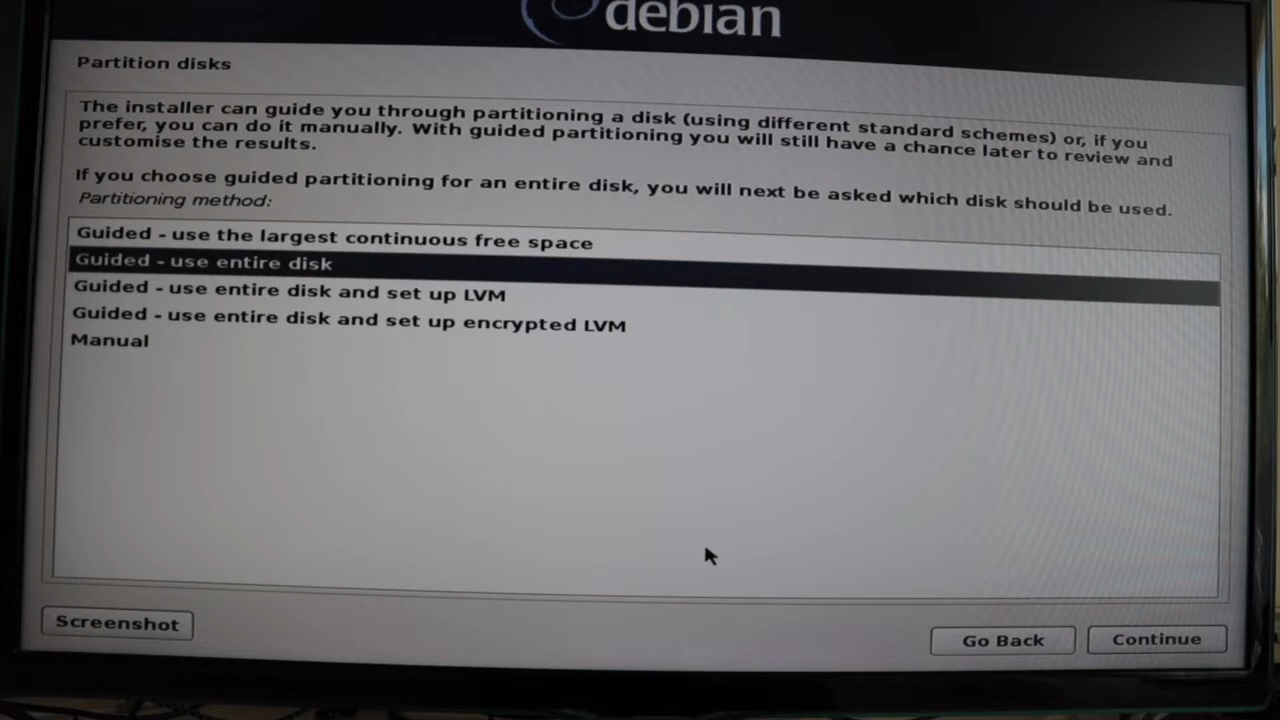 debian
Partition disks
The installer can guide you through partitioning a disk (using different standard schemes) or, if you
prefer, you can do it manually. With guided partitioning you will still have a chance later to review and
customise the results.
If you choose guided partitioning for an entire disk, you will next be asked which disk should be used.
Partitioning method:
Guided - use the largest continuous free space
Guided - use entire disk
Guided - use entire disk and set up LVM
Guided - use entire disk and set up encrypted LVM
Manual
Screenshot
Go Back
Continue